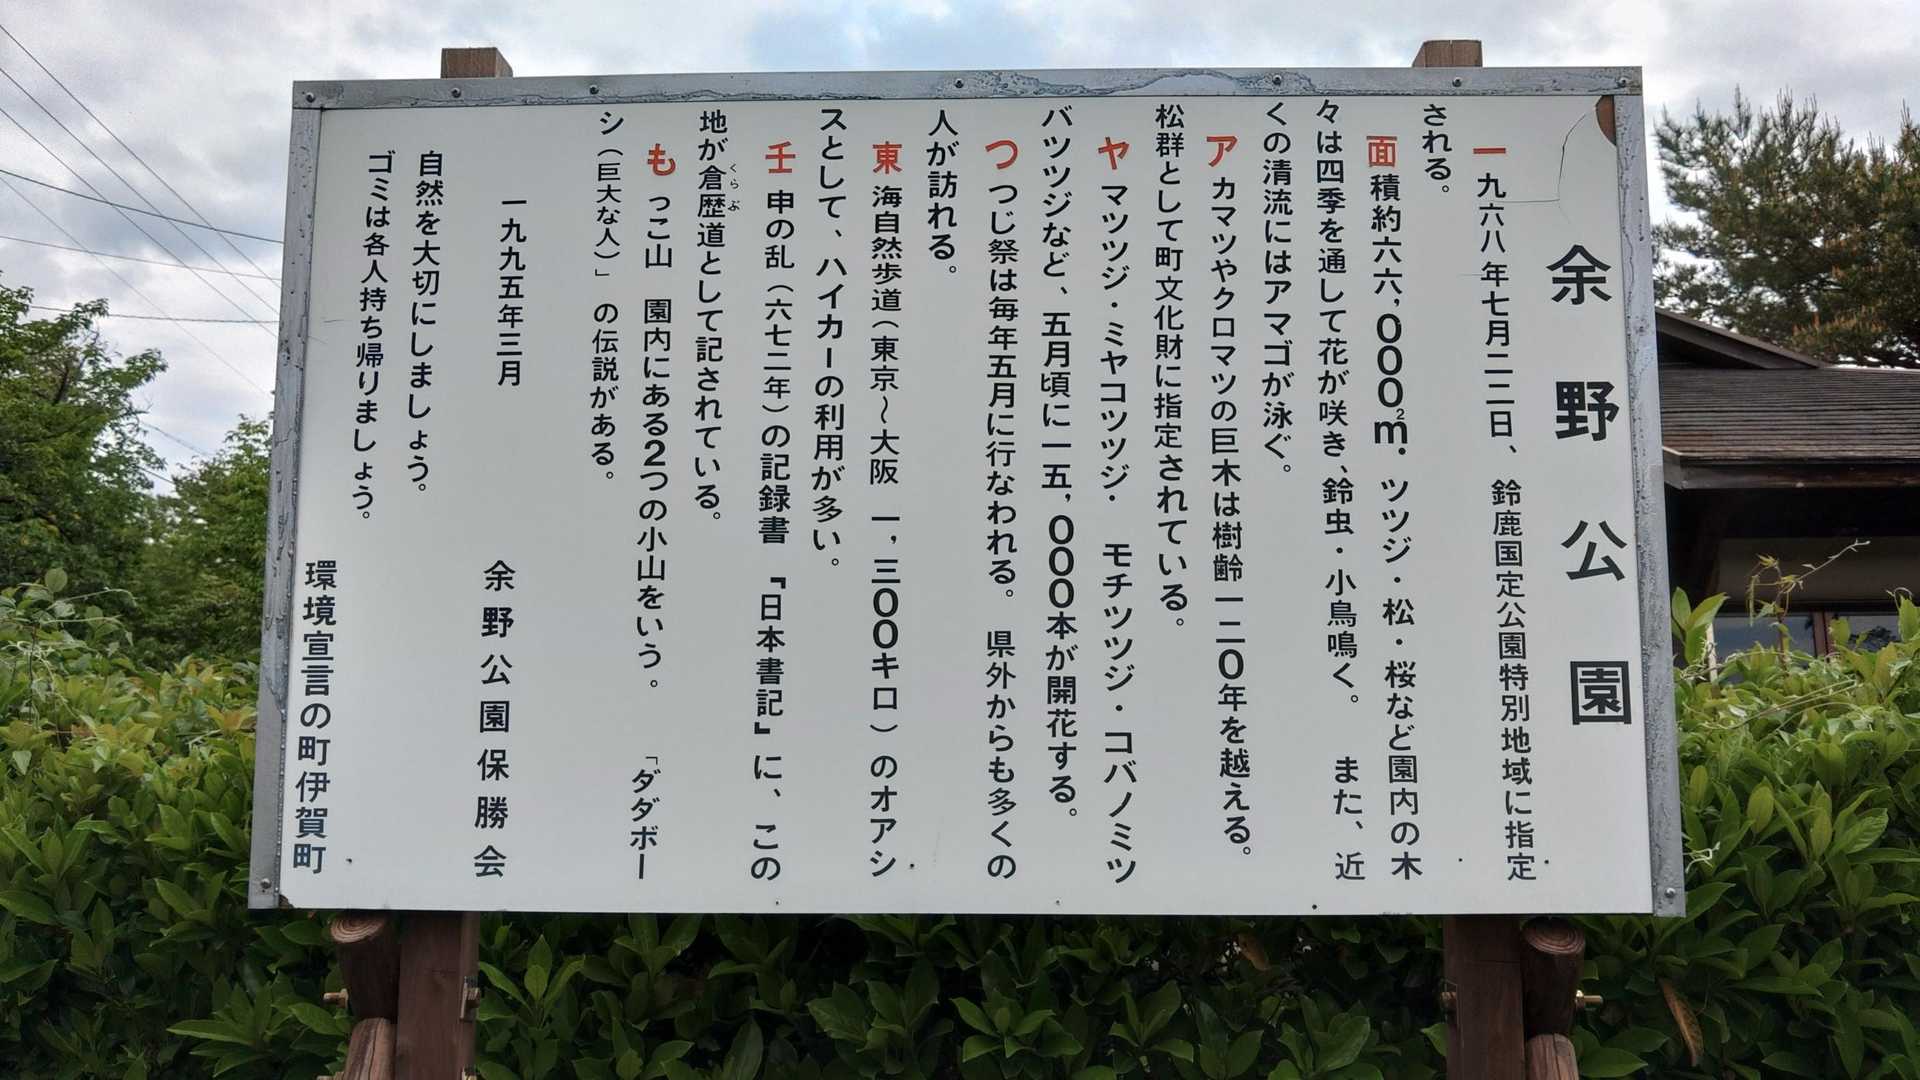 余野公園
一九六八年七月二二日、鈴鹿国定公園特別地域に指定
される。
面積約六六,000㎡．ツツジ・松・桜など園内の木
々は四季を通して花が咲き、鈴虫・小鳥鳴く。また、近
くの清流にはアマゴが泳ぐ。
アカマツやクロマツの巨木は樹齢一二0年を越える。
松群として町文化財に指定されている。
ヤマツツジ・ミヤコツツジ・モチツツジ・コバノミツ
バツツジなど、五月頃に一五,000本が開花する。
つつじ祭は毎年五月に行なわれる。県外からも多くの
人が訪れる。
東海自然歩道（東京〜大阪 一,三00キロ）のオアシ
スとして、ハイカーの利用が多い。
壬申の乱（六七二年）の記録書『日本書記』に、この
地が倉歴道として記されている。
くらぶ
もっこ山 園内にある2つの小山をいう。「ダダボー
シ（巨大な人）」の伝説がある。
一九九五年三月 余野公園保勝会
自然を大切にしましょう。
ゴミは各人持ち帰りましょう。
環境宣言の町伊賀町